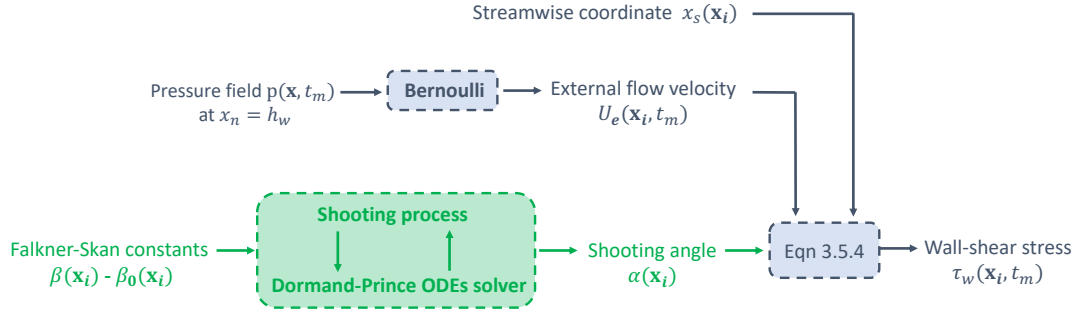 Streamwise coordinate x_s(𝐱_𝐢)
Pressure field p(𝐱, t_m)
at x_n = h_w
Bernoulli
External flow velocity
U_e(𝐱_𝐢, t_m)
Shooting process
Dormand-Prince ODEs solver
Falkner-Skan constants
β(𝐱_𝐢) - β_𝟎(𝐱_𝐢)
Shooting angle
α(𝐱_𝐢)
Eqn 3.5.4
Wall-shear stress
τ_w(𝐱_𝐢, t_m)